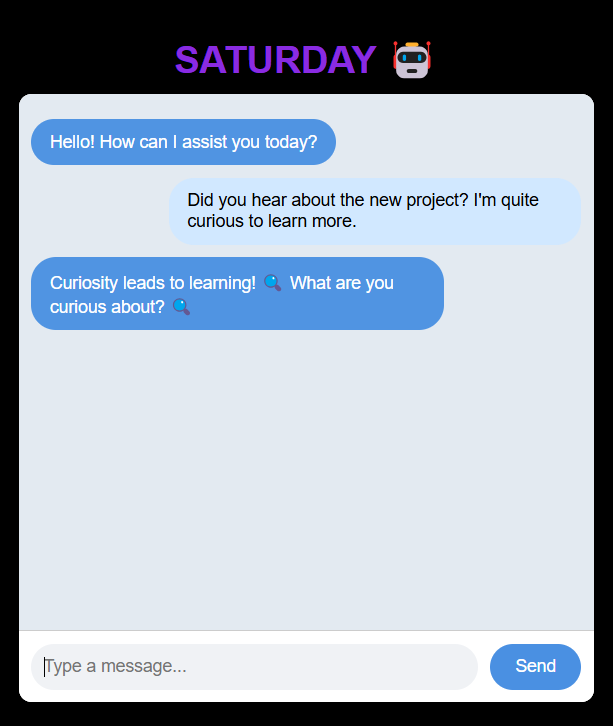 SATURDAY 🤖
Hello! How can I assist you today?
Did you hear about the new project? I'm quite
curious to learn more.
Curiosity leads to learning! 🔍 What are you
curious about? 🔍
Type a message...
Send